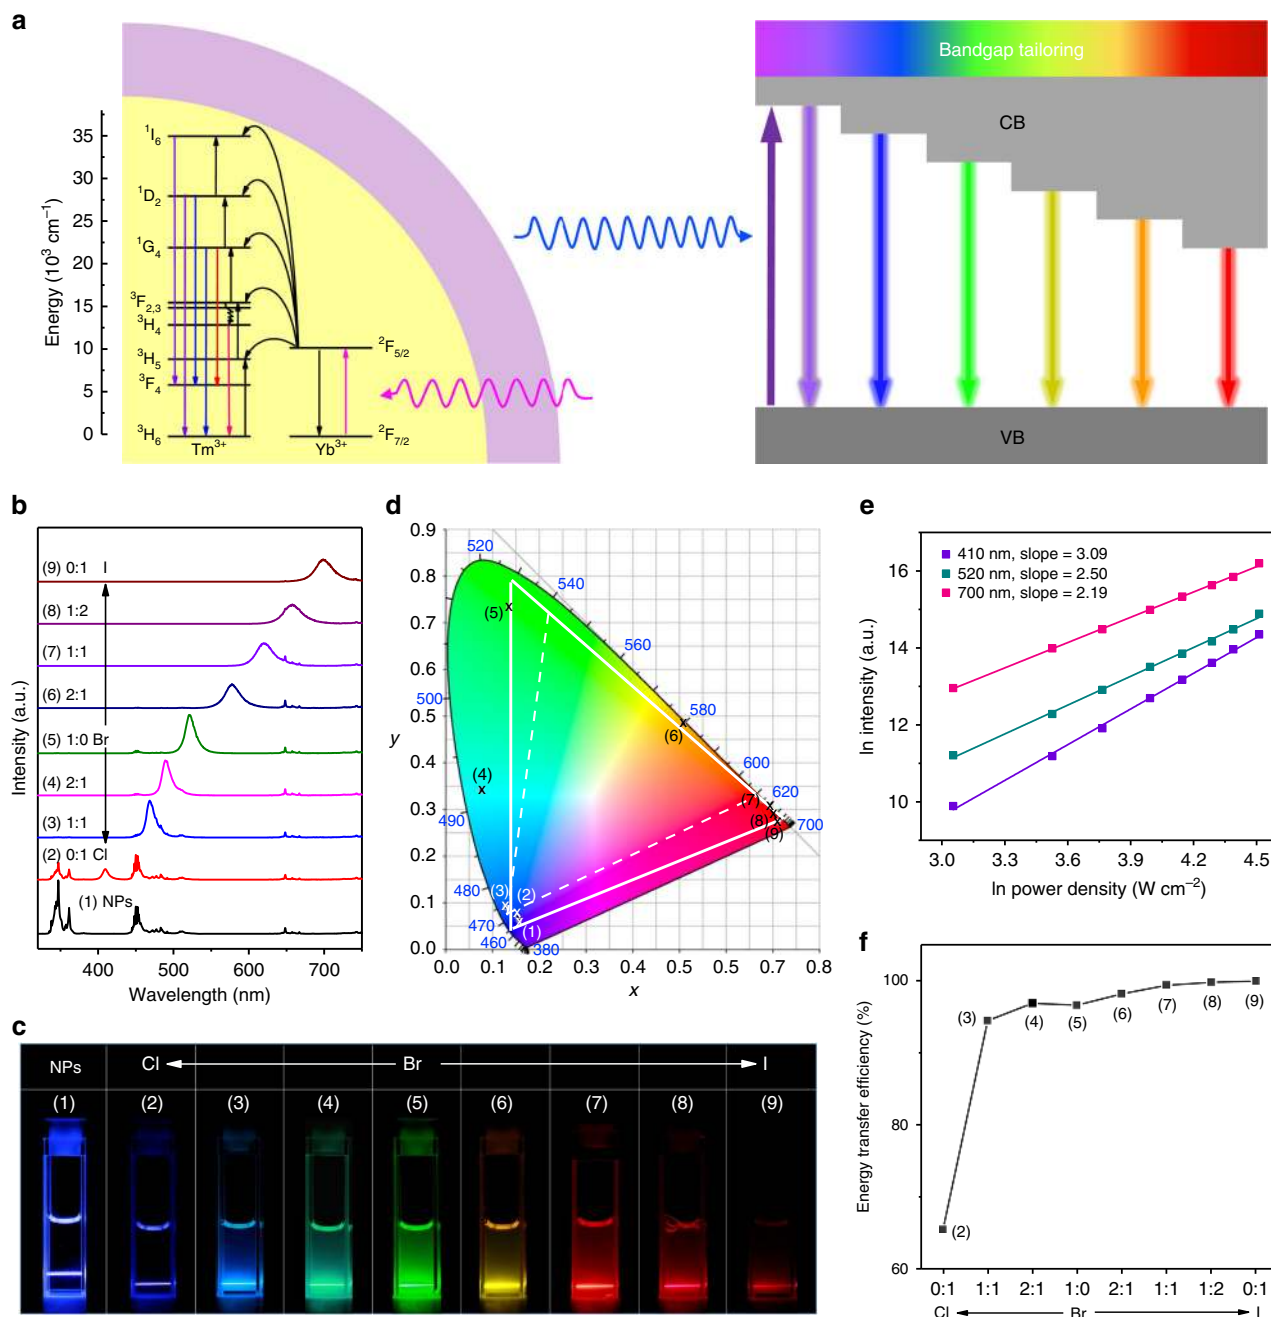 a
Bandgap tailoring
CB
VB
Energy (10³ cm⁻¹)
35
30
25
20
15
10
5
0
¹I₆
¹D₂
¹G₄
³F₂,₃
³H₄
³H₅
³F₄
³H₆
Tm³⁺
Yb³⁺
²F₅/₂
²F₇/₂
b
Intensity (a.u.)
(9) 0:1 I
(8) 1:2
(7) 1:1
(6) 2:1
(5) 1:0 Br
(4) 2:1
(3) 1:1
(2) 0:1 Cl
(1) NPs
400 500 600 700
Wavelength (nm)
c
NPs Cl Br I
(1) (2) (3) (4) (5) (6) (7) (8) (9)
d
y
0.9
0.8
0.7
0.6
0.5
0.4
0.3
0.2
0.1
0.0
0.0 0.1 0.2 0.3 0.4 0.5 0.6 0.7 0.8
x
520
540
560
580
600
620
700
500
490
480
470
460
380
(5)
(6)
(4)
(7)
(8)
(9)
(3)
(2)
(1)
e
410 nm, slope = 3.09
520 nm, slope = 2.50
700 nm, slope = 2.19
ln intensity (a.u.)
16
14
12
10
3.0 3.3 3.6 3.9 4.2 4.5
ln power density (W cm⁻²)
f
Energy transfer efficiency (%)
100
80
60
(2)
(3)
(4)
(5)
(6)
(7)
(8)
(9)
0:1 1:1 2:1 1:0 2:1 1:1 1:2 0:1
Cl Br I